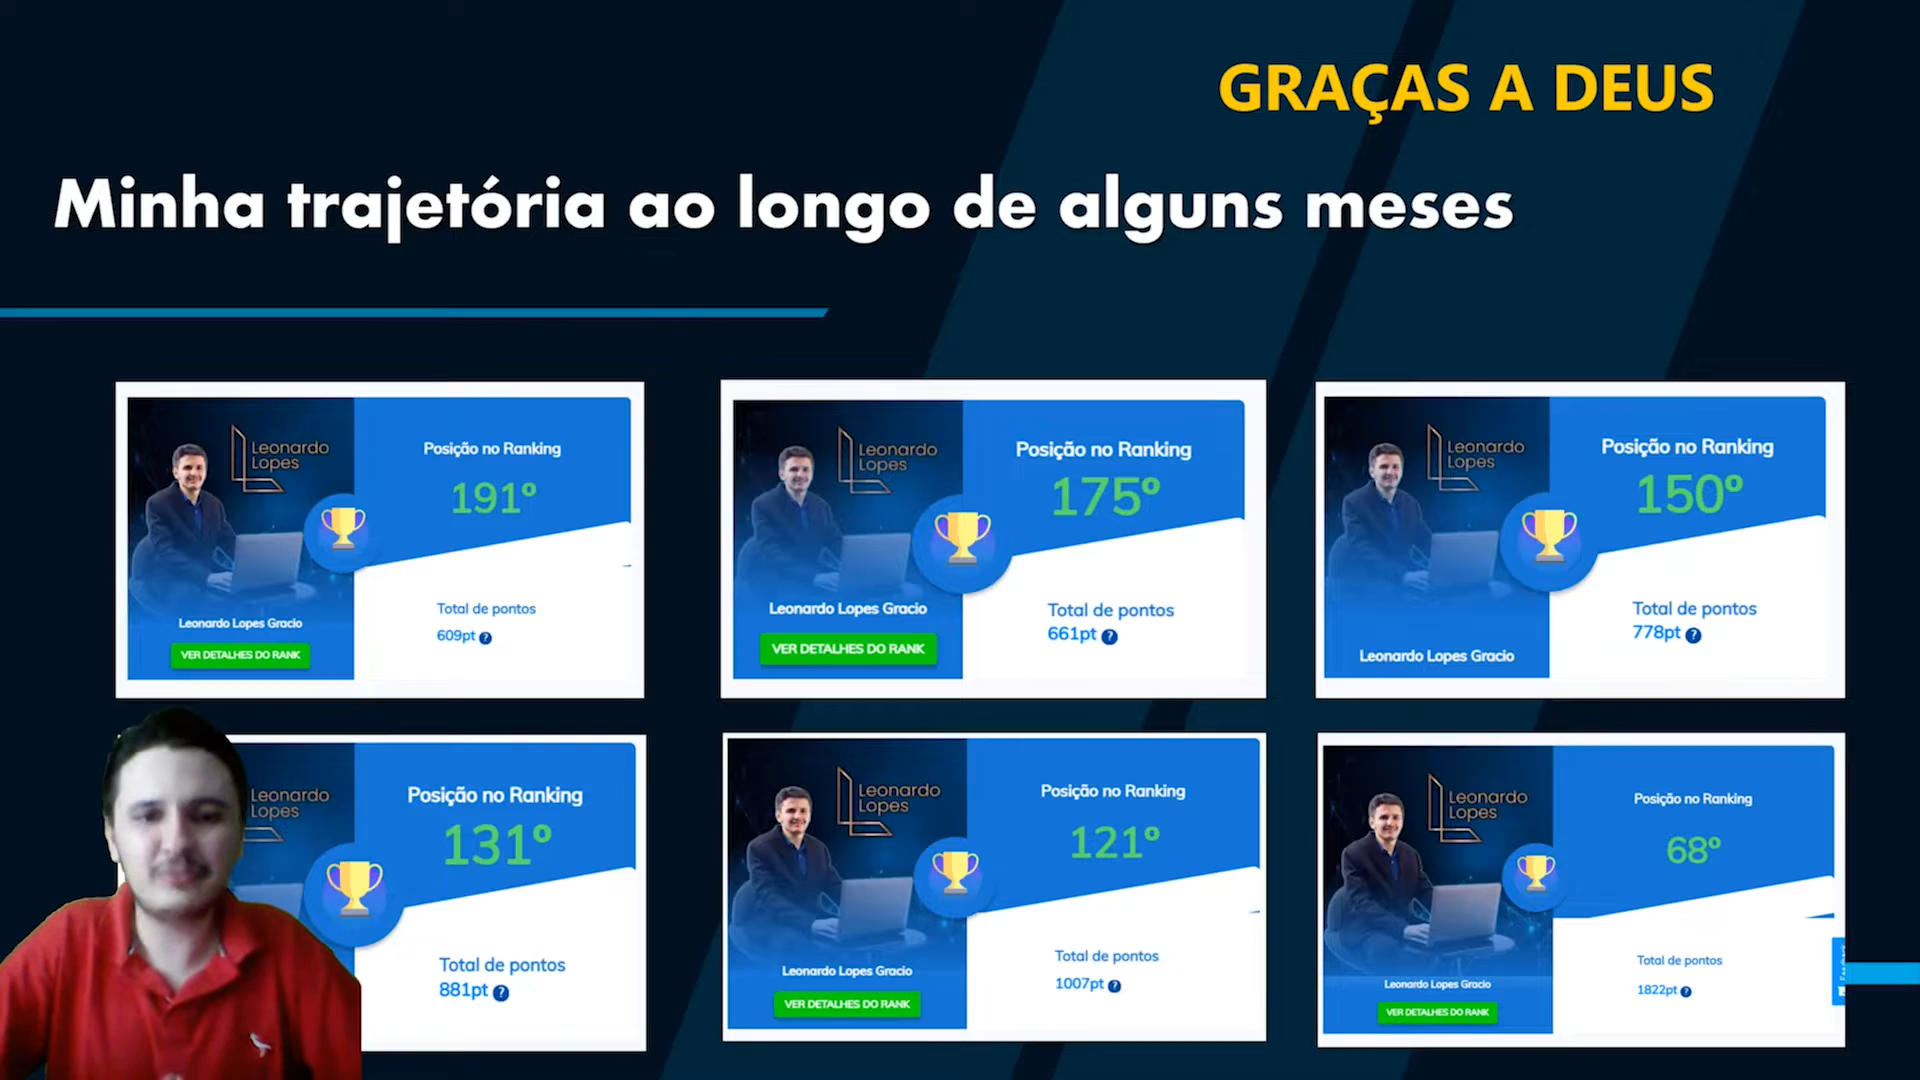 GRAÇAS A DEUS
Minha trajetória ao longo de alguns meses
Leonardo
Lopes
Posição no Ranking
191º
Total de pontos
609pt ?
Leonardo Lopes Gracio
VER DETALHES DO RANK
Leonardo
Lopes
Posição no Ranking
175º
Total de pontos
661pt ?
Leonardo Lopes Gracio
VER DETALHES DO RANK
Leonardo
Lopes
Posição no Ranking
150º
Total de pontos
778pt ?
Leonardo Lopes Gracio
Leonardo
Lopes
Posição no Ranking
131º
Total de pontos
881pt ?
Leonardo
Lopes
Posição no Ranking
121º
Total de pontos
1007pt ?
Leonardo Lopes Gracio
VER DETALHES DO RANK
Leonardo
Lopes
Posição no Ranking
68º
Total de pontos
1822pt ?
Leonardo Lopes Gracio
VER DETALHES DO RANK